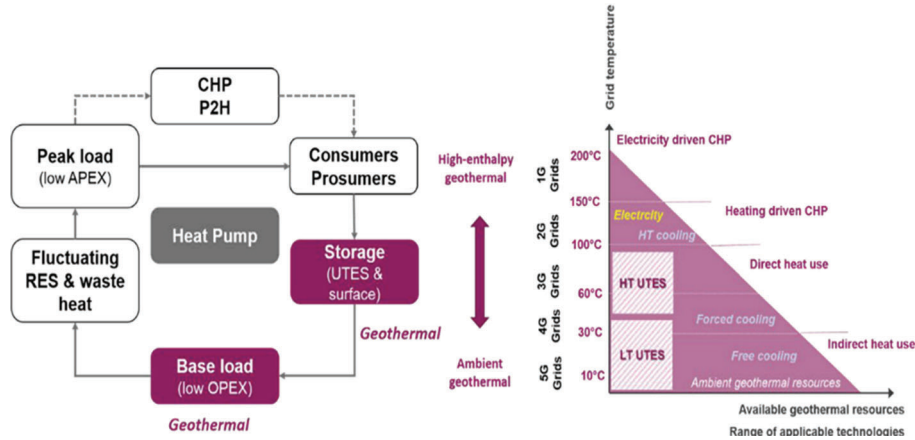 CHP
P2H
Peak load
(low APEX)
Consumers
Prosumers
Heat Pump
Fluctuating
RES & waste
heat
Storage
(UTES &
surface)
Geothermal
Base load
(low OPEX)
Geothermal
High-enthalpy
geothermal
Ambient
geothermal
Grid temperature
1G
Grids
2G
Grids
3G
Grids
4G
Grids
5G
Grids
200°C
150°C
100°C
60°C
30°C
10°C
Electricity driven CHP
Heating driven CHP
Direct heat use
Indirect heat use
Electrcity
HT cooling
HT UTES
Forced cooling
LT UTES
Free cooling
Ambient geothermal resources
Available geothermal resources
Range of applicable technologies